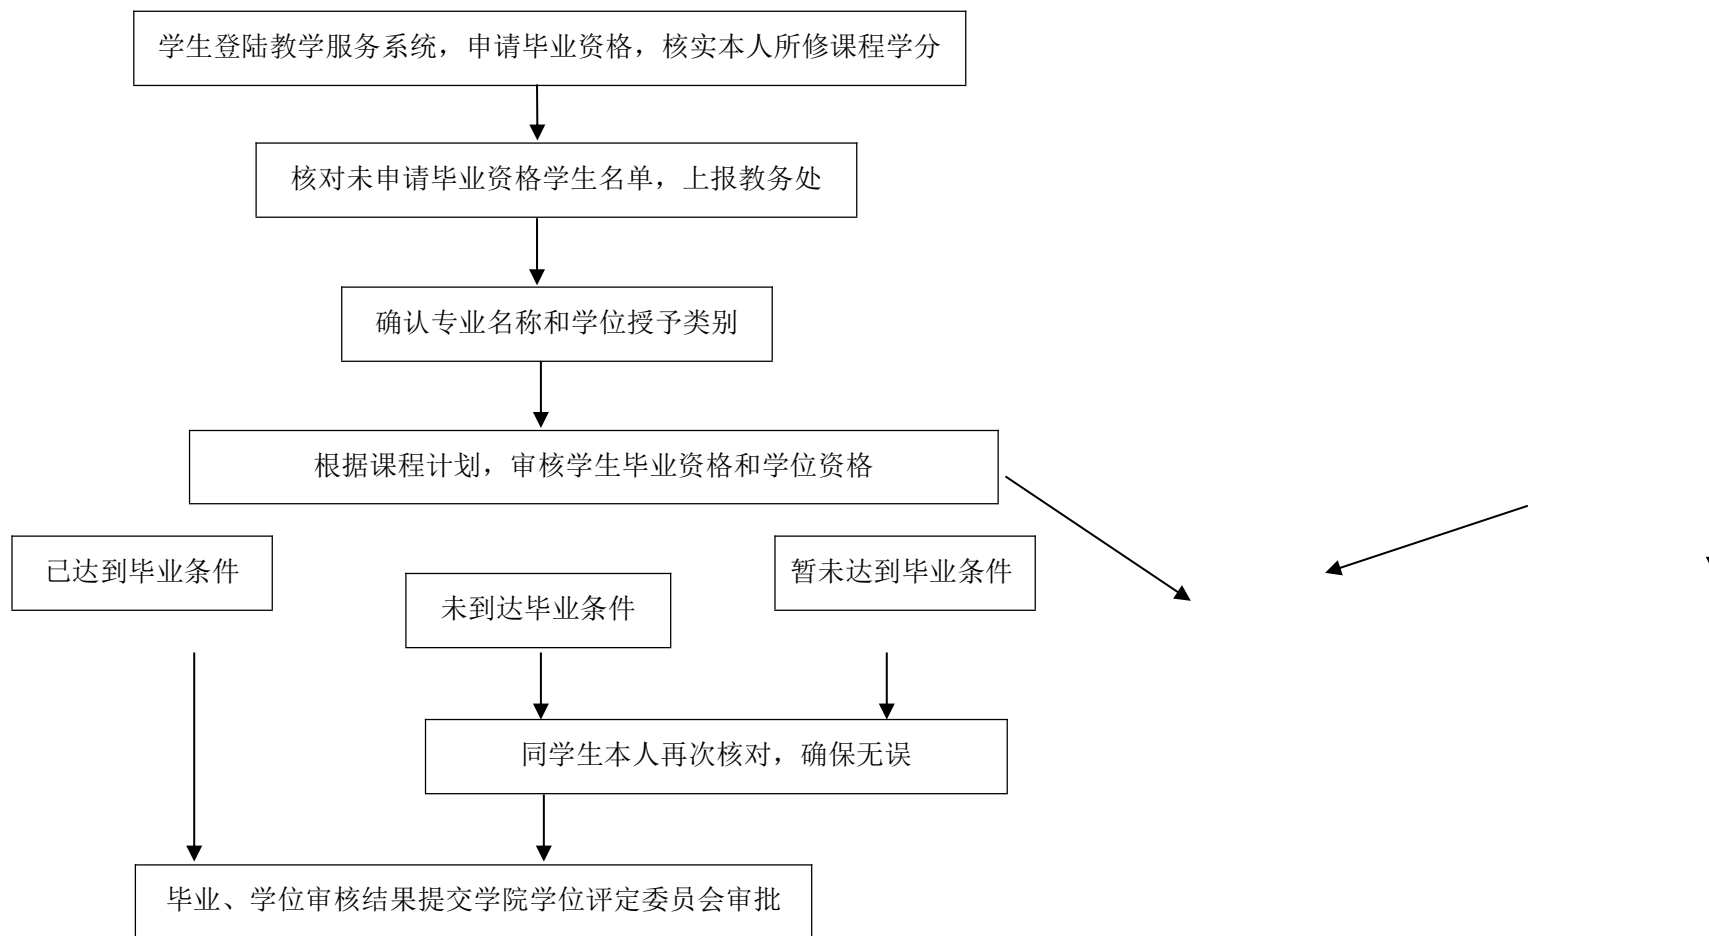 学生登陆教学服务系统，申请毕业资格，核实本人所修课程学分
核对未申请毕业资格学生名单，上报教务处
确认专业名称和学位授予类别
根据课程计划，审核学生毕业资格和学位资格
已达到毕业条件
未到达毕业条件
暂未达到毕业条件
同学生本人再次核对，确保无误
毕业、学位审核结果提交学院学位评定委员会审批